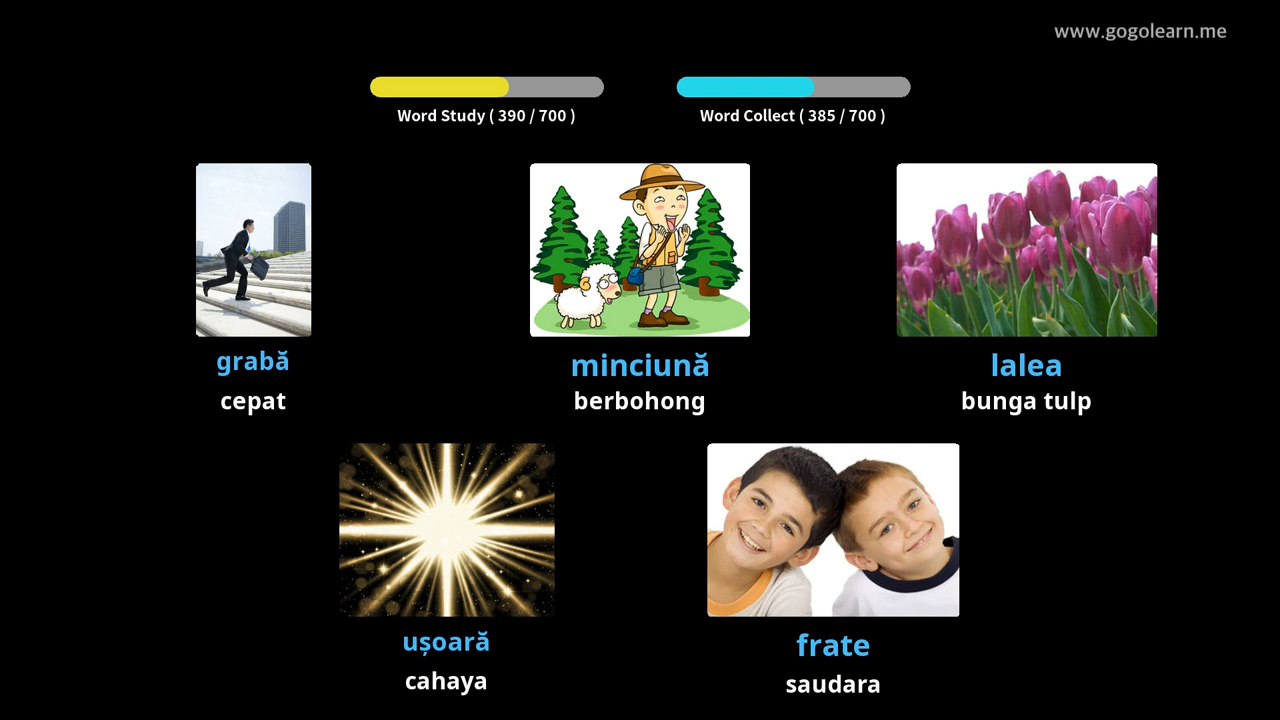 www.gogolearn.me
Word Study ( 390 / 700 )
Word Collect ( 385 / 700 )
grabă
cepat
minciună
berbohong
lalea
bunga tulp
ușoară
cahaya
frate
saudara